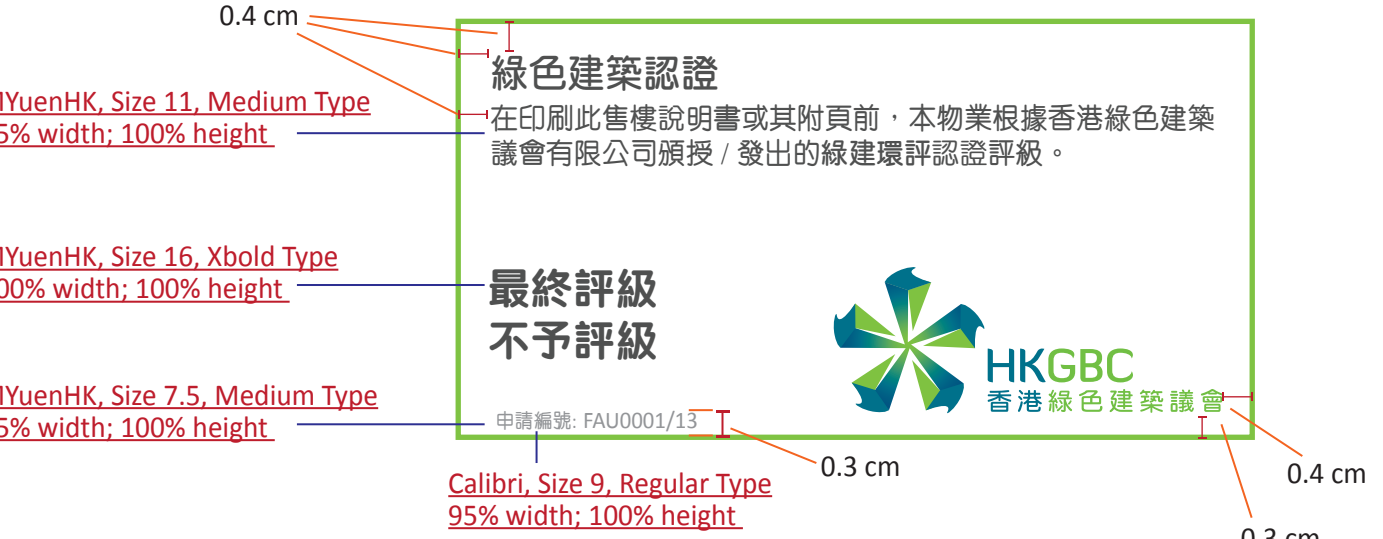 0.4 cm
綠色建築認證
MYuenHK, Size 11, Medium Type
5% width; 100% height
在印刷此售樓說明書或其附頁前，本物業根據香港綠色建築
議會有限公司頒授 / 發出的綠建環評認證評級。
MYuenHK, Size 16, Xbold Type
00% width; 100% height
最終評級
不予評級
HKGBC
香港綠色建築議會
MYuenHK, Size 7.5, Medium Type
5% width; 100% height
申請編號: FAU0001/13
0.3 cm
0.4 cm
Calibri, Size 9, Regular Type
95% width; 100% height
0.3 cm